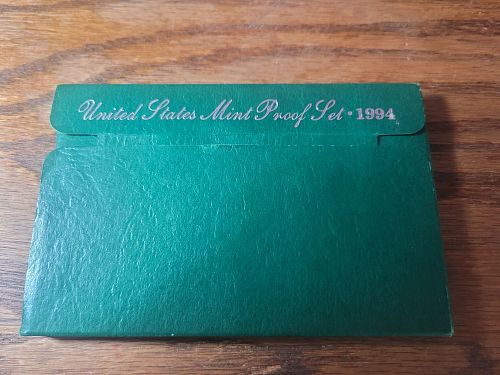 United States Mint Proof Set • 1994